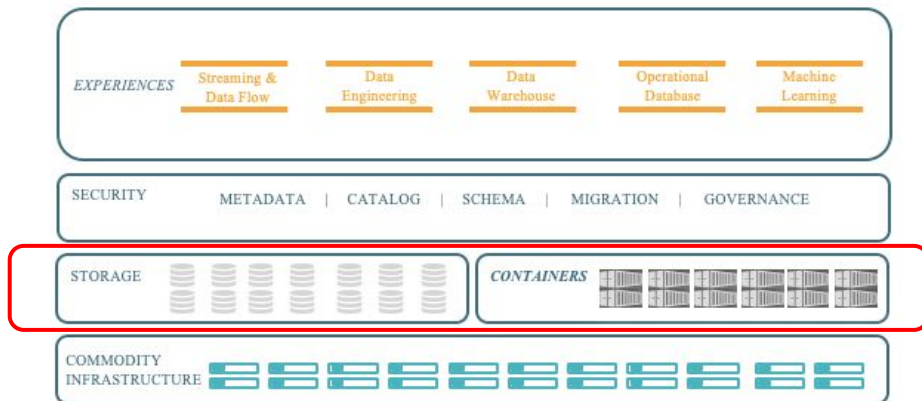 EXPERIENCES
Streaming &
Data Flow
Data
Engineering
Data
Warehouse
Operational
Database
Machine
Learning
SECURITY
METADATA | CATALOG | SCHEMA | MIGRATION | GOVERNANCE
STORAGE
CONTAINERS
COMMODITY
INFRASTRUCTURE